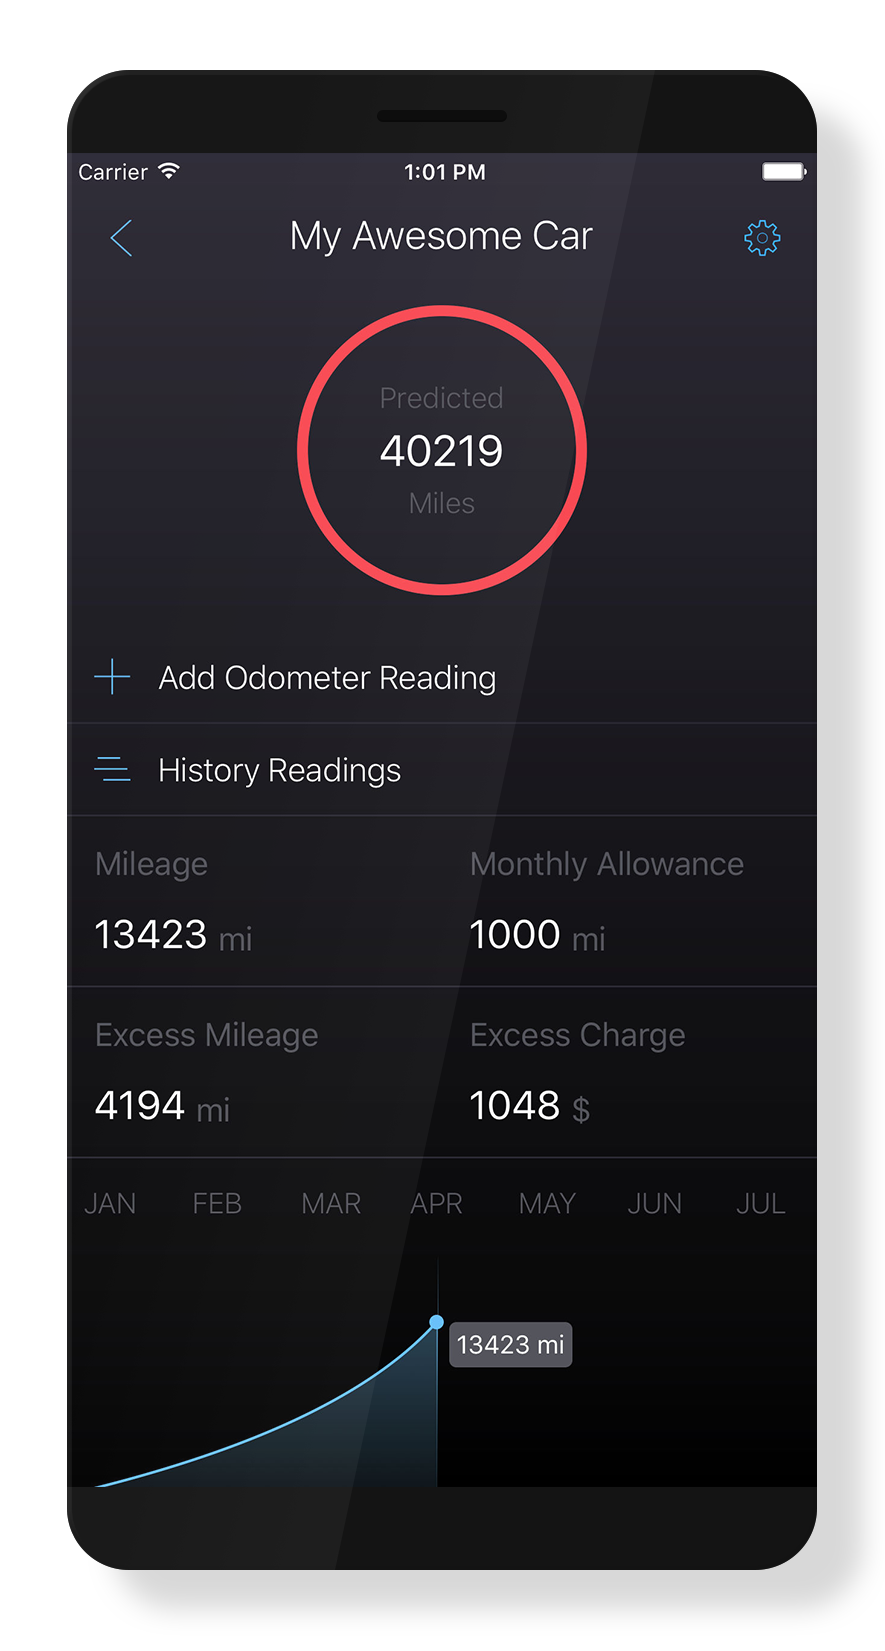 Carrier 1:01 PM
My Awesome Car
Predicted
40219
Miles
Add Odometer Reading
History Readings
Mileage Monthly Allowance
13423 mi 1000 mi
Excess Mileage Excess Charge
4194 mi 1048 $
JAN FEB MAR APR MAY JUN JUL
13423 mi